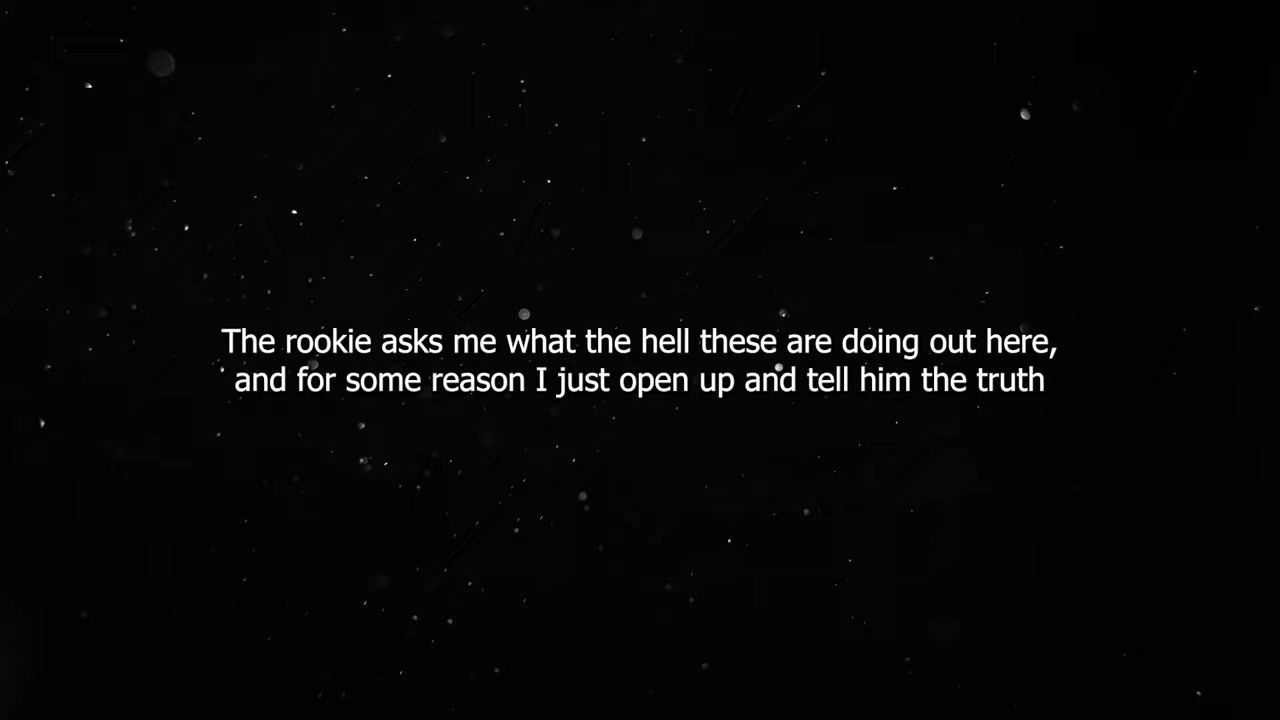 The rookie asks me what the hell these are doing out here,
and for some reason I just open up and tell him the truth